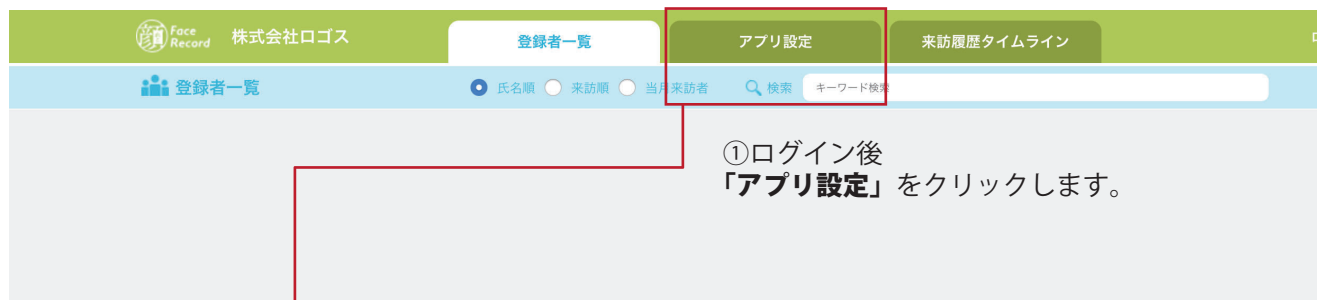 顔 Face Record 株式会社ロゴス 登録者一覧 アプリ設定 来訪履歴タイムライン
登録者一覧 氏名順 来訪順 当月来訪者 検索 キーワード検索
①ログイン後
「アプリ設定」をクリックします。